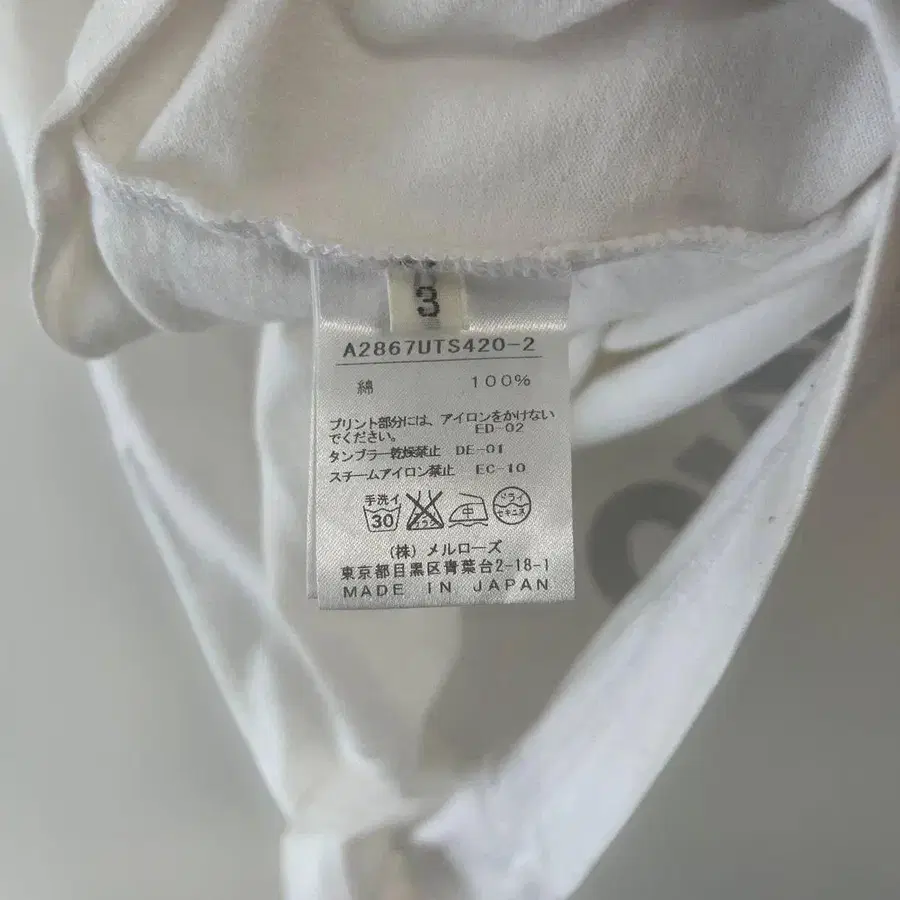 3
A2867UTS420-2
綿 100%
プリント部分には、アイロンをかけない
でください。 ED-02
タンブラー乾燥禁止 DE-01
スチームアイロン禁止 EC-10
手洗イ
30 中 ドライ
セキユ系
(株) メルローズ
東京都目黒区青葉台2-18-1
MADE IN JAPAN